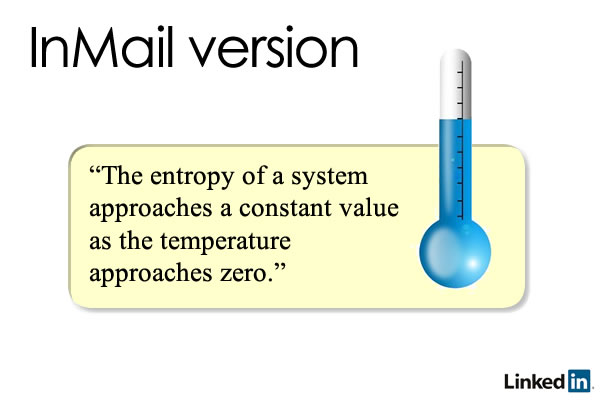 InMail version
“The entropy of a system
approaches a constant value
as the temperature
approaches zero.”
Linked in